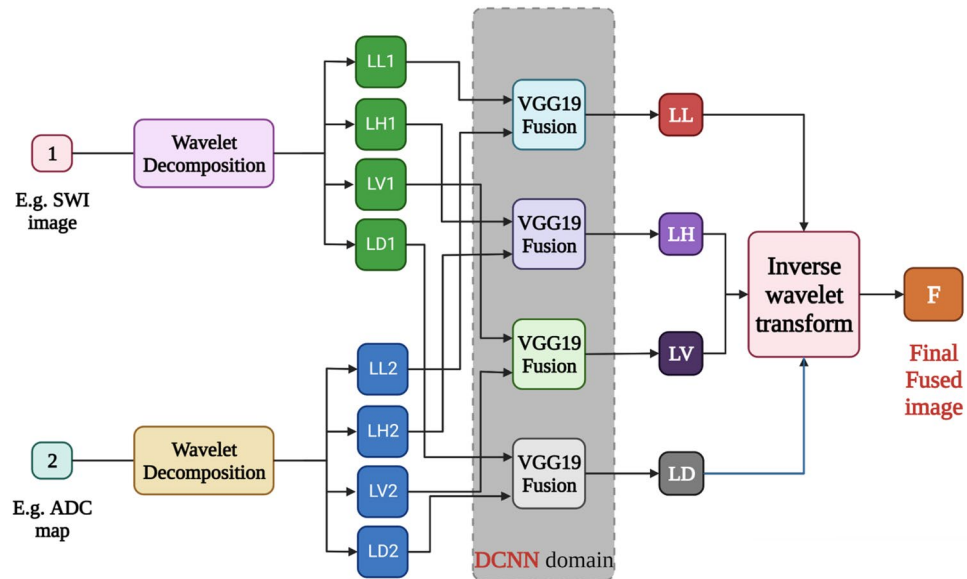 1
E.g. SWI
image
Wavelet
Decomposition
LL1
LH1
LV1
LD1
2
E.g. ADC
map
Wavelet
Decomposition
LL2
LH2
LV2
LD2
VGG19
Fusion
VGG19
Fusion
VGG19
Fusion
VGG19
Fusion
DCNN domain
LL
LH
LV
LD
Inverse
wavelet
transform
F
Final
Fused
image